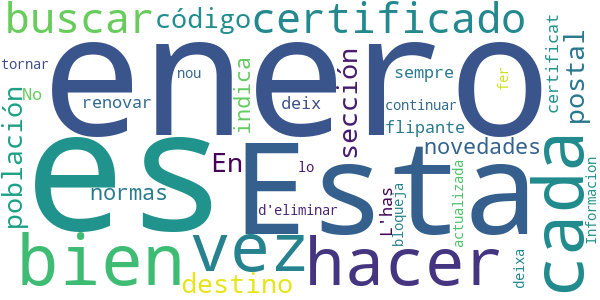 buscar código certificado
enero
tornar
nou
No
renovar
deix
indica
sección
sempre
continuar
fer
flipante
certificat
postal
población
es Esta cada
En
lo
novedades
normas
d'eliminar
L'has
bloqueja
actualizada
Informacion
bien vez hacer
destino
deixa